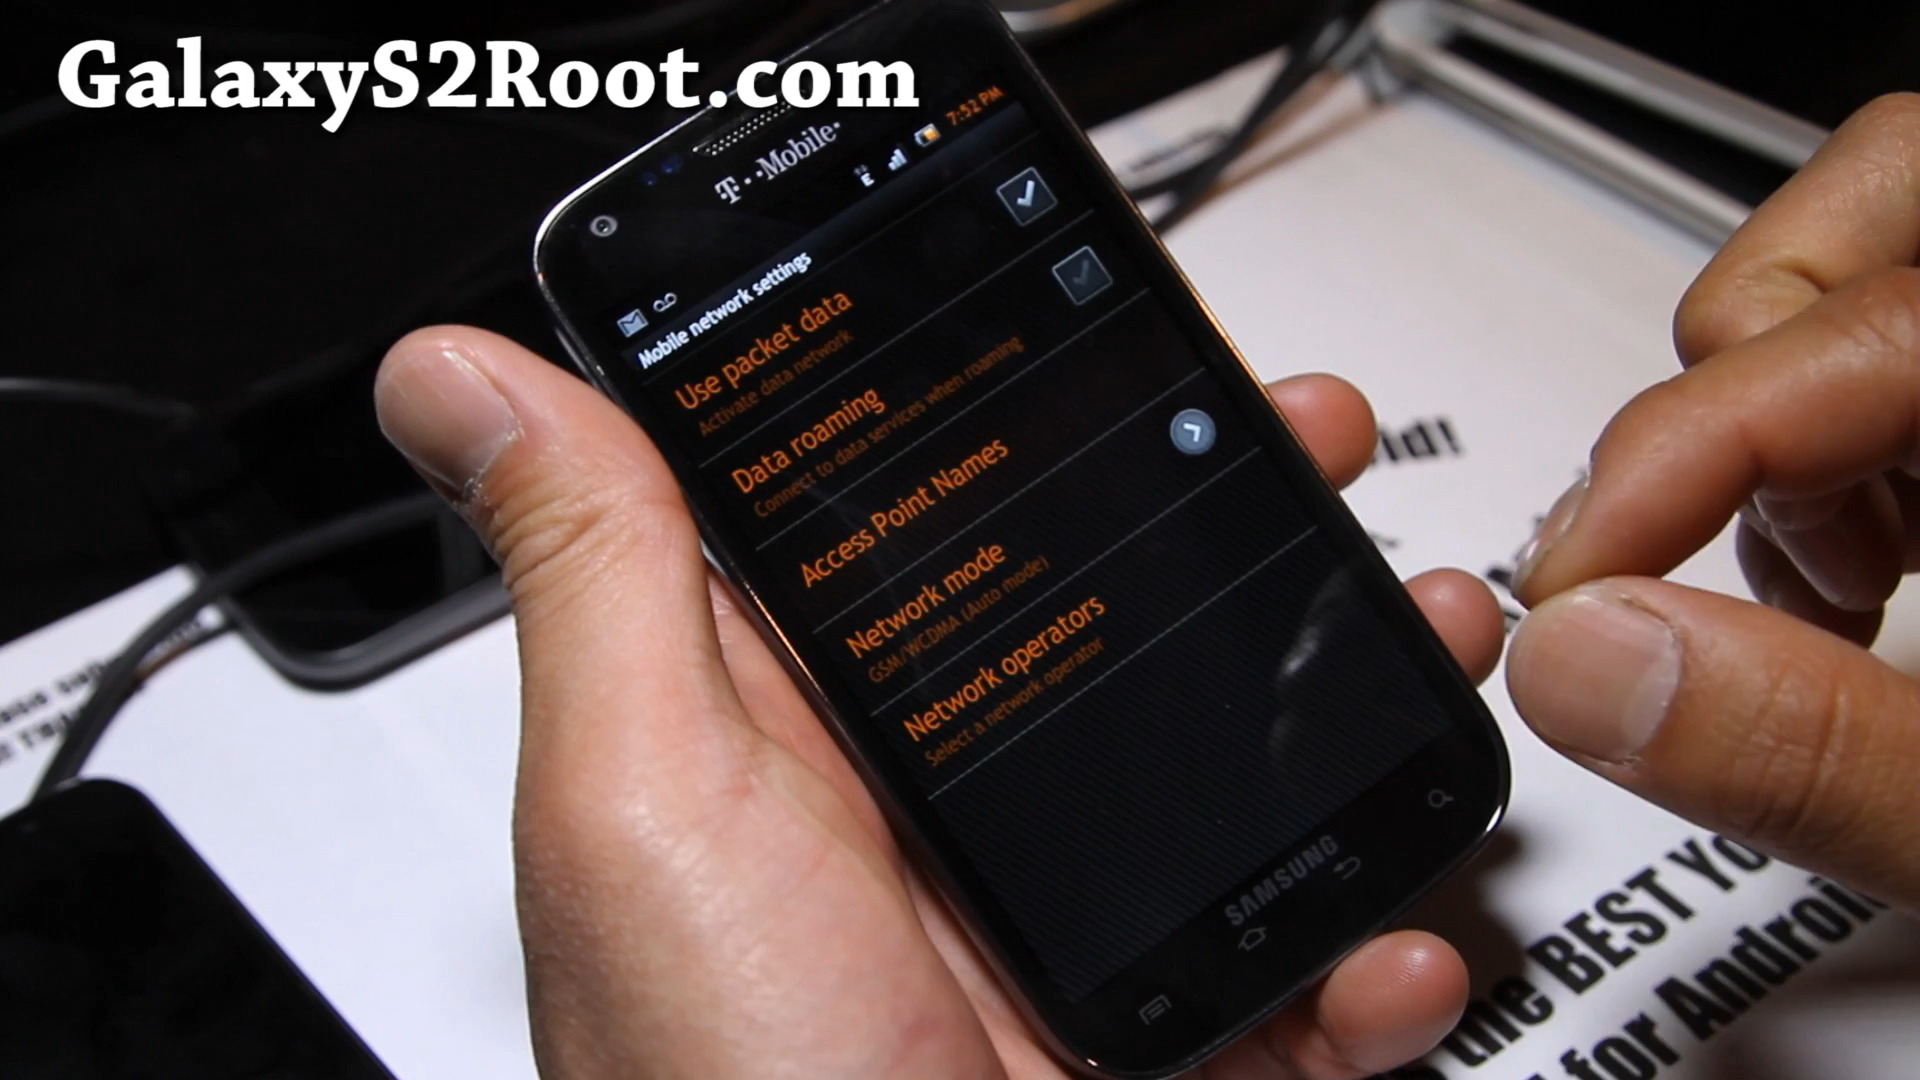 GalaxyS2Root.com
T··Mobile·
E
7:52 PM
Mobile network settings
Use packet data
Activate data network
Data roaming
Connect to data services when roaming
Access Point Names
Network mode
GSM/WCDMA (Auto mode)
Network operators
Select a network operator
SAMSUNG
the BEST
for Android